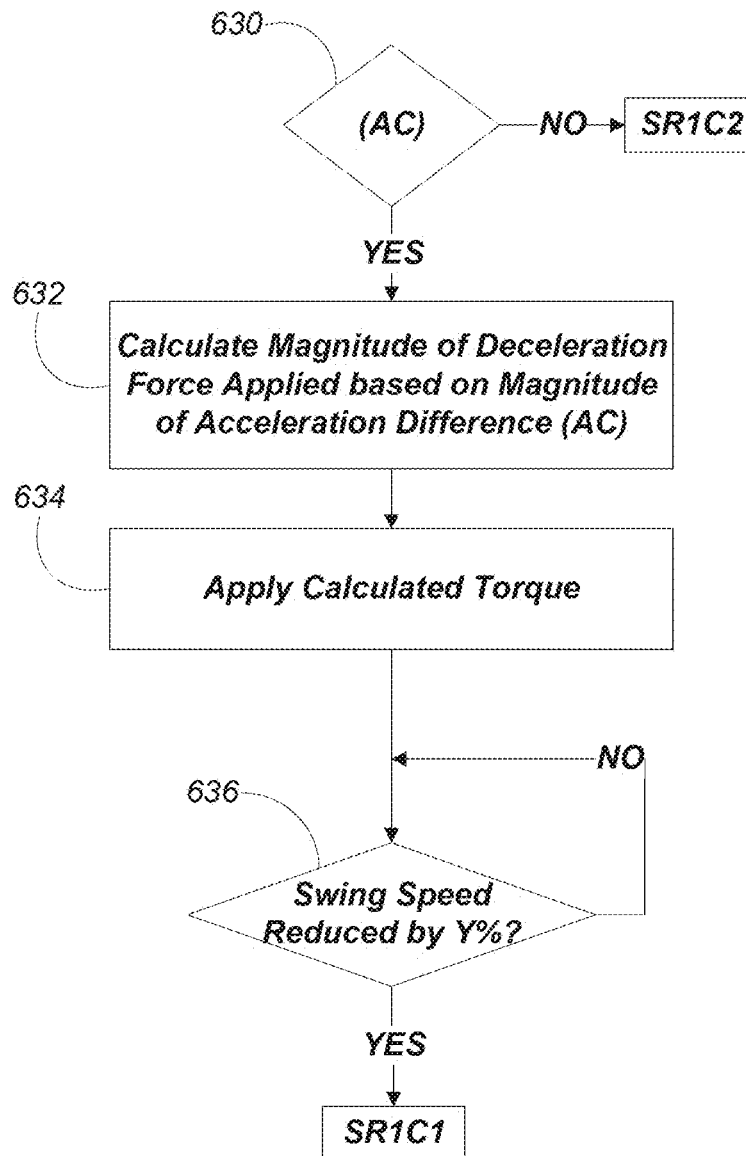 630
(AC)
NO
SR1C2
YES
632
Calculate Magnitude of Deceleration
Force Applied based on Magnitude
of Acceleration Difference (AC)
634
Apply Calculated Torque
NO
636
Swing Speed
Reduced by Y%?
YES
SR1C1